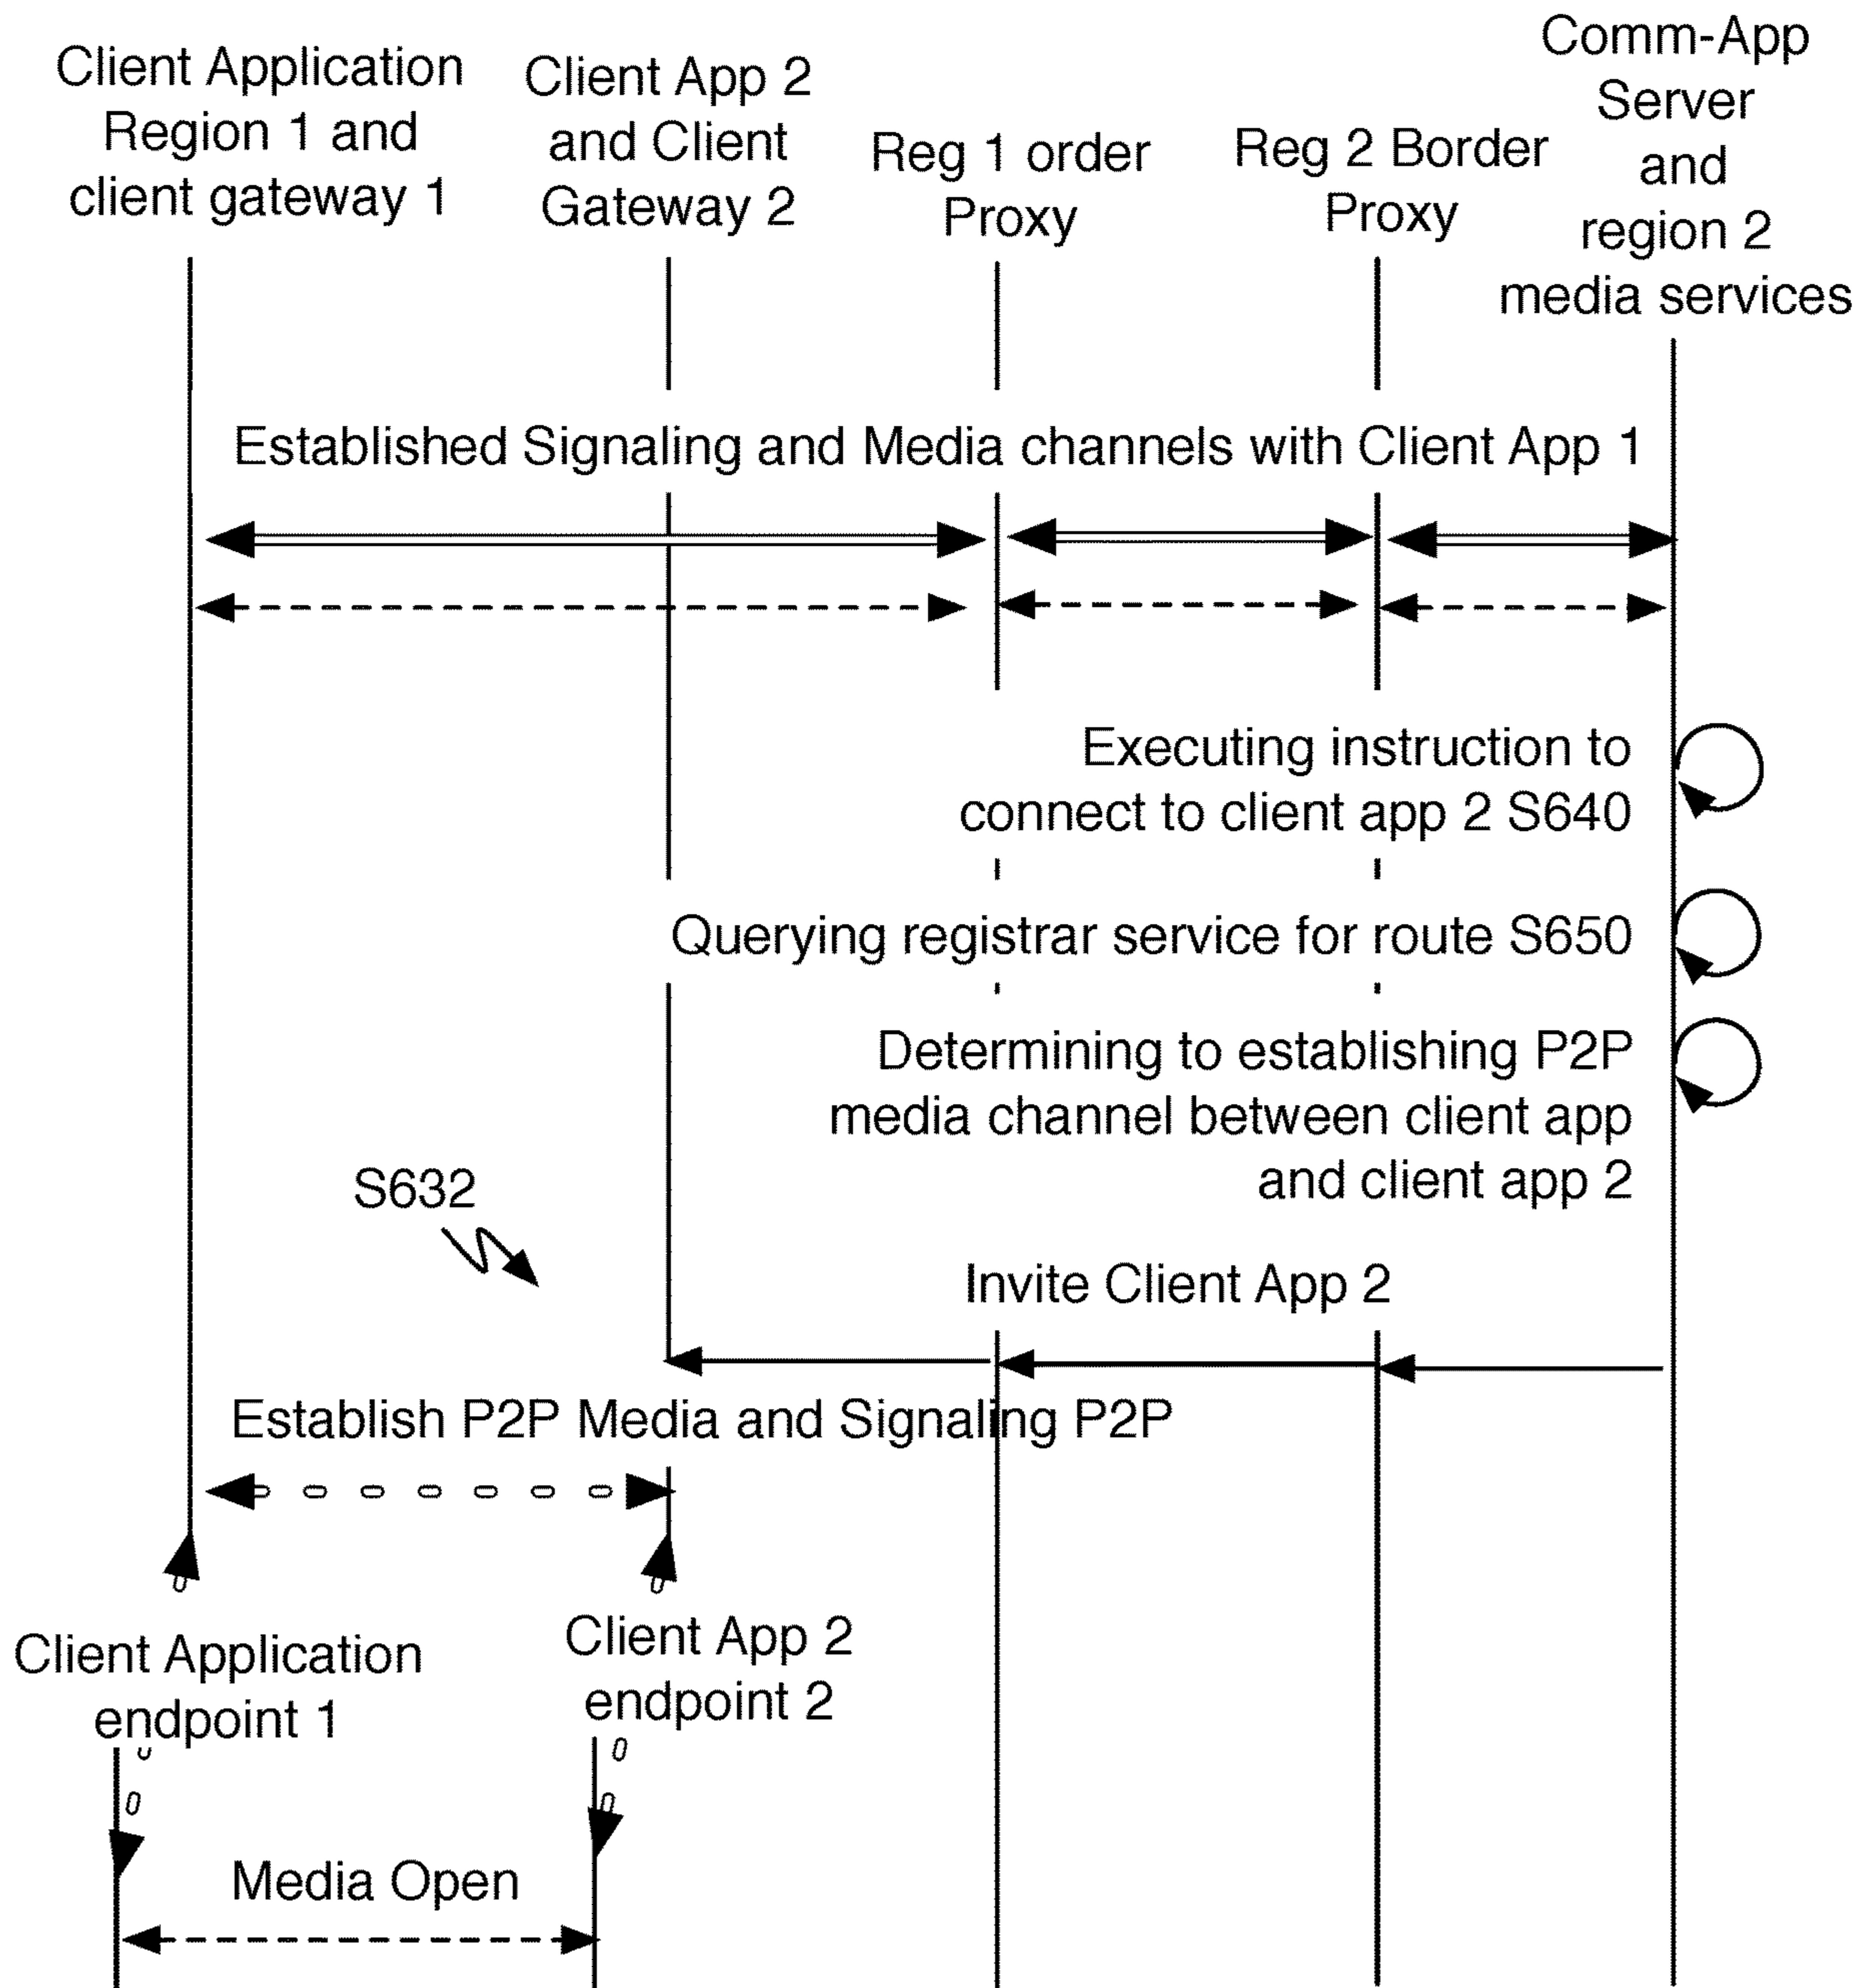 Client Application
Region 1 and
client gateway 1
Client App 2
and Client
Gateway 2
Reg 1 order
Proxy
Reg 2 Border
Proxy
Comm-App
Server
and
region 2
media services
Established Signaling and Media channels with Client App 1
Executing instruction to
connect to client app 2 S640
Querying registrar service for route S650
Determining to establishing P2P
media channel between client app
and client app 2
S632
Invite Client App 2
Establish P2P Media and Signaling P2P
Client Application
endpoint 1
Client App 2
endpoint 2
Media Open